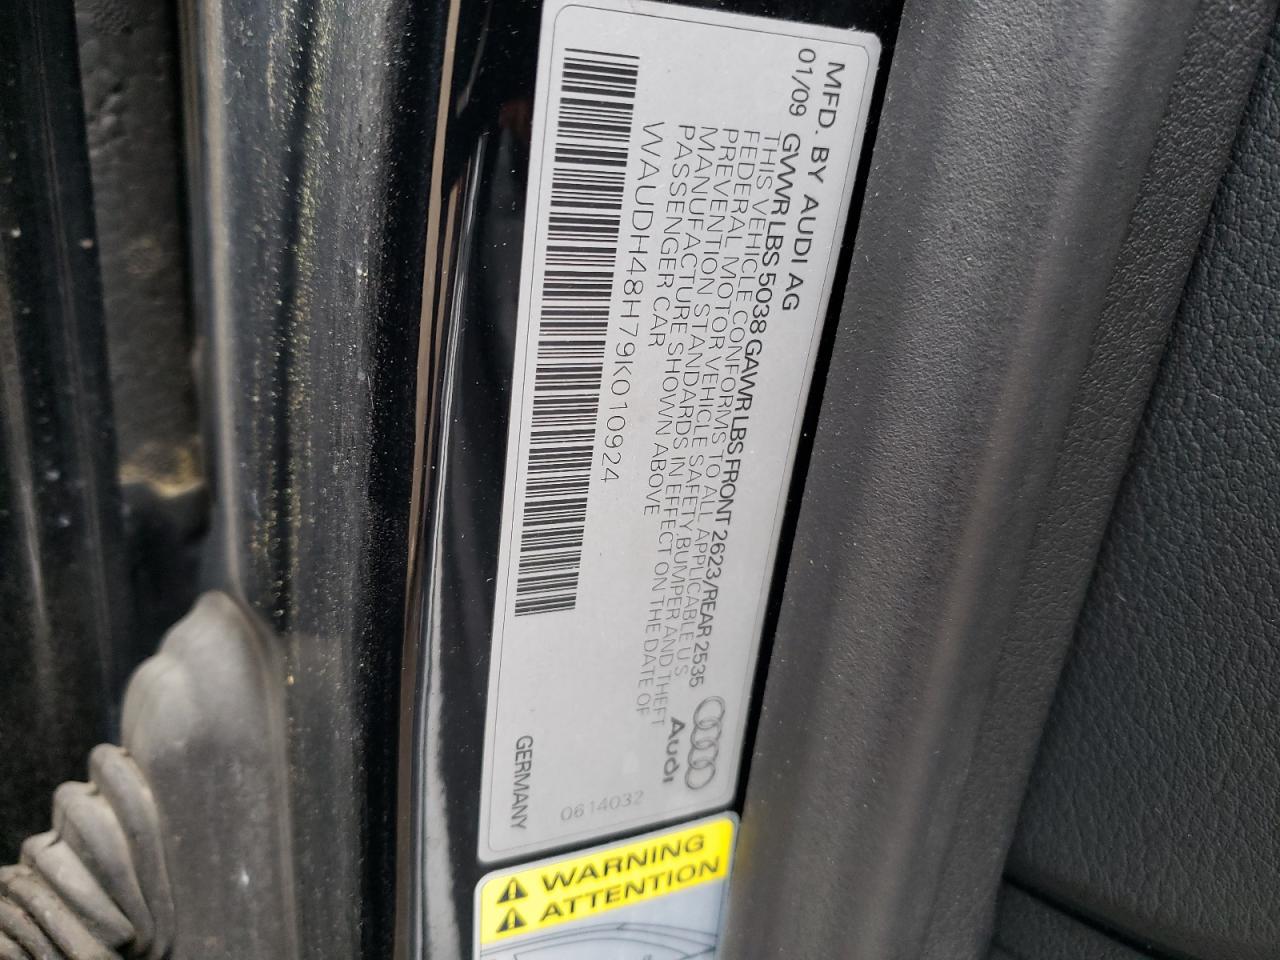 MFD. BY AUDI AG
01/09 GWWR LBS 5038 GAWR LBS FRONT 2623/REAR 2535
THIS VEHICLE CONFORMS TO ALL APPLICABLE U S
FEDERAL MOTOR VEHICLE SAFETY, BUMPER AND THEFT
PREVENTION STANDARDS IN EFFECT ON THE DATE OF
MANUFACTURE SHOWN ABOVE
PASSENGER CAR
WAUDH48H79K010924
Audi
GERMANY
0614032
WARNING
ATTENTION